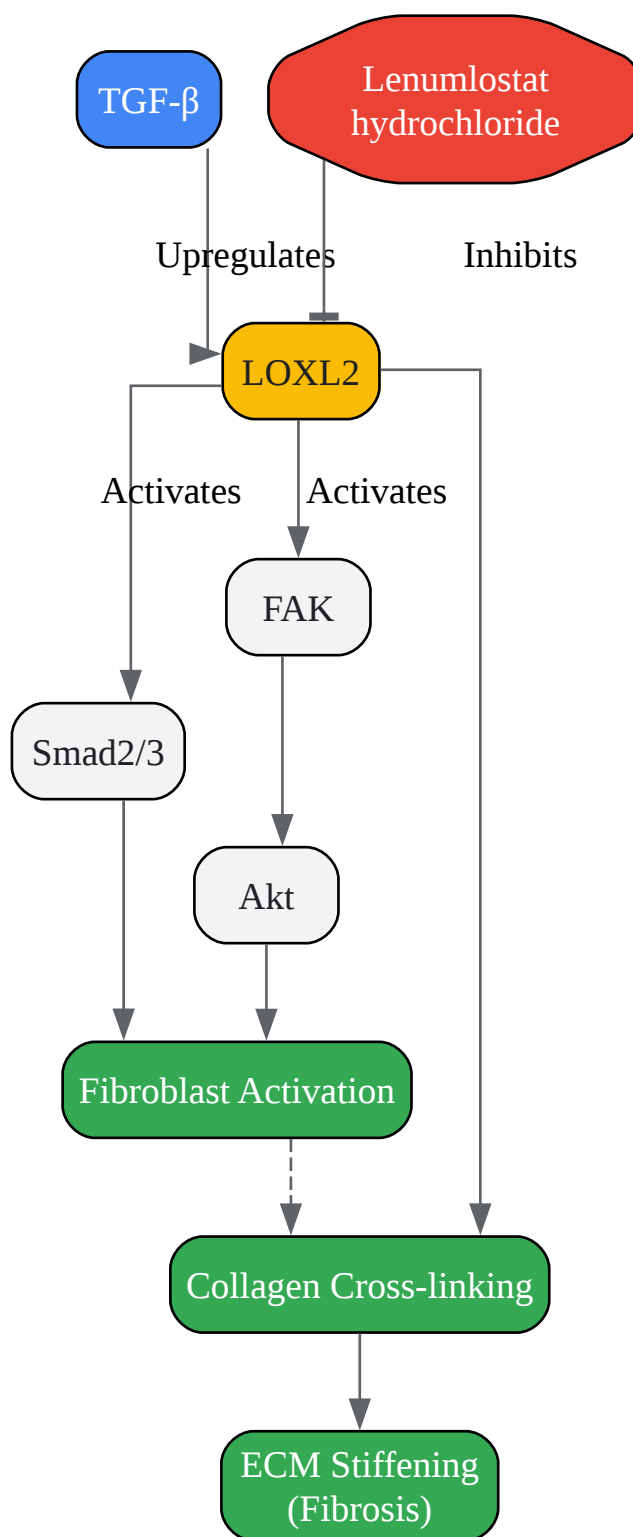 TGF-β
Lenumlostat
hydrochloride
Upregulates
Inhibits
LOXL2
Activates
Activates
FAK
Smad2/3
Akt
Fibroblast Activation
Collagen Cross-linking
ECM Stiffening
(Fibrosis)